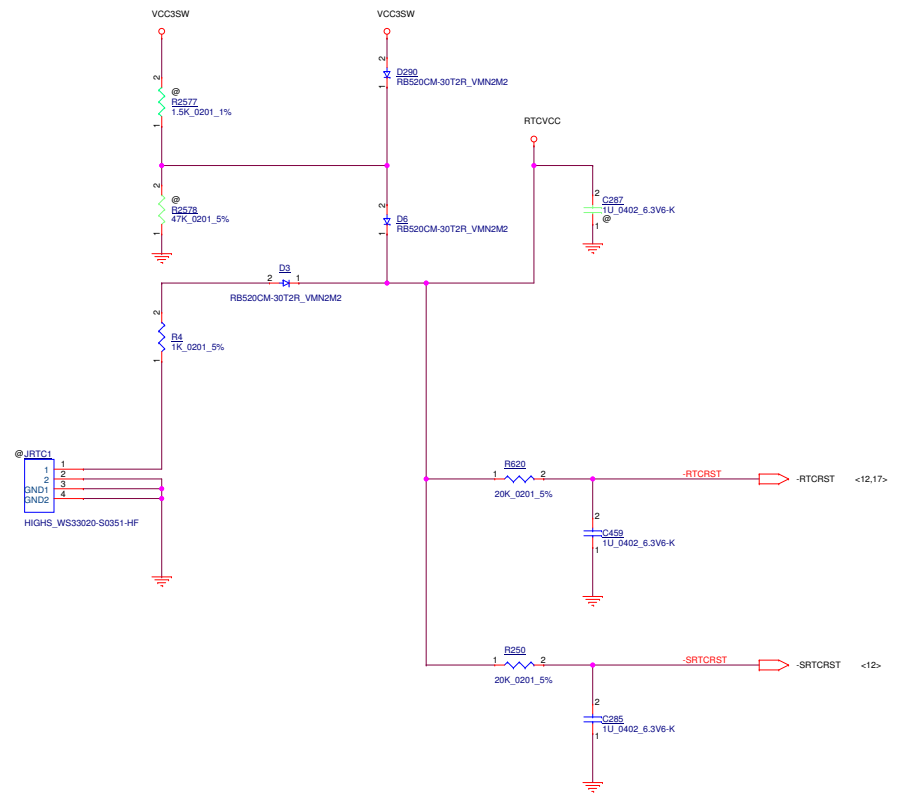 VCC3SW
VCC3SW
2
@
R2577
1.5K_0201_1%
1
2
D290
RB520CM-30T2R_VMN2M2
1
RTCVCC
2
@
R2578
47K_0201_5%
1
2
D6
RB520CM-30T2R_VMN2M2
1
2
C287
1U_0402_6.3V6-K
@
1
D3
2 1
RB520CM-30T2R_VMN2M2
2
R4
1K_0201_5%
1
@JRTC1
1 1
2 2
GND1 3
GND2 4
HIGHS_WS33020-S0351-HF
R620
1 2
20K_0201_5%
-RTCRST
-RTCRST <12,17>
2
C459
1U_0402_6.3V6-K
1
R250
1 2
20K_0201_5%
-SRTCRST
-SRTCRST <12>
2
C285
1U_0402_6.3V6-K
1